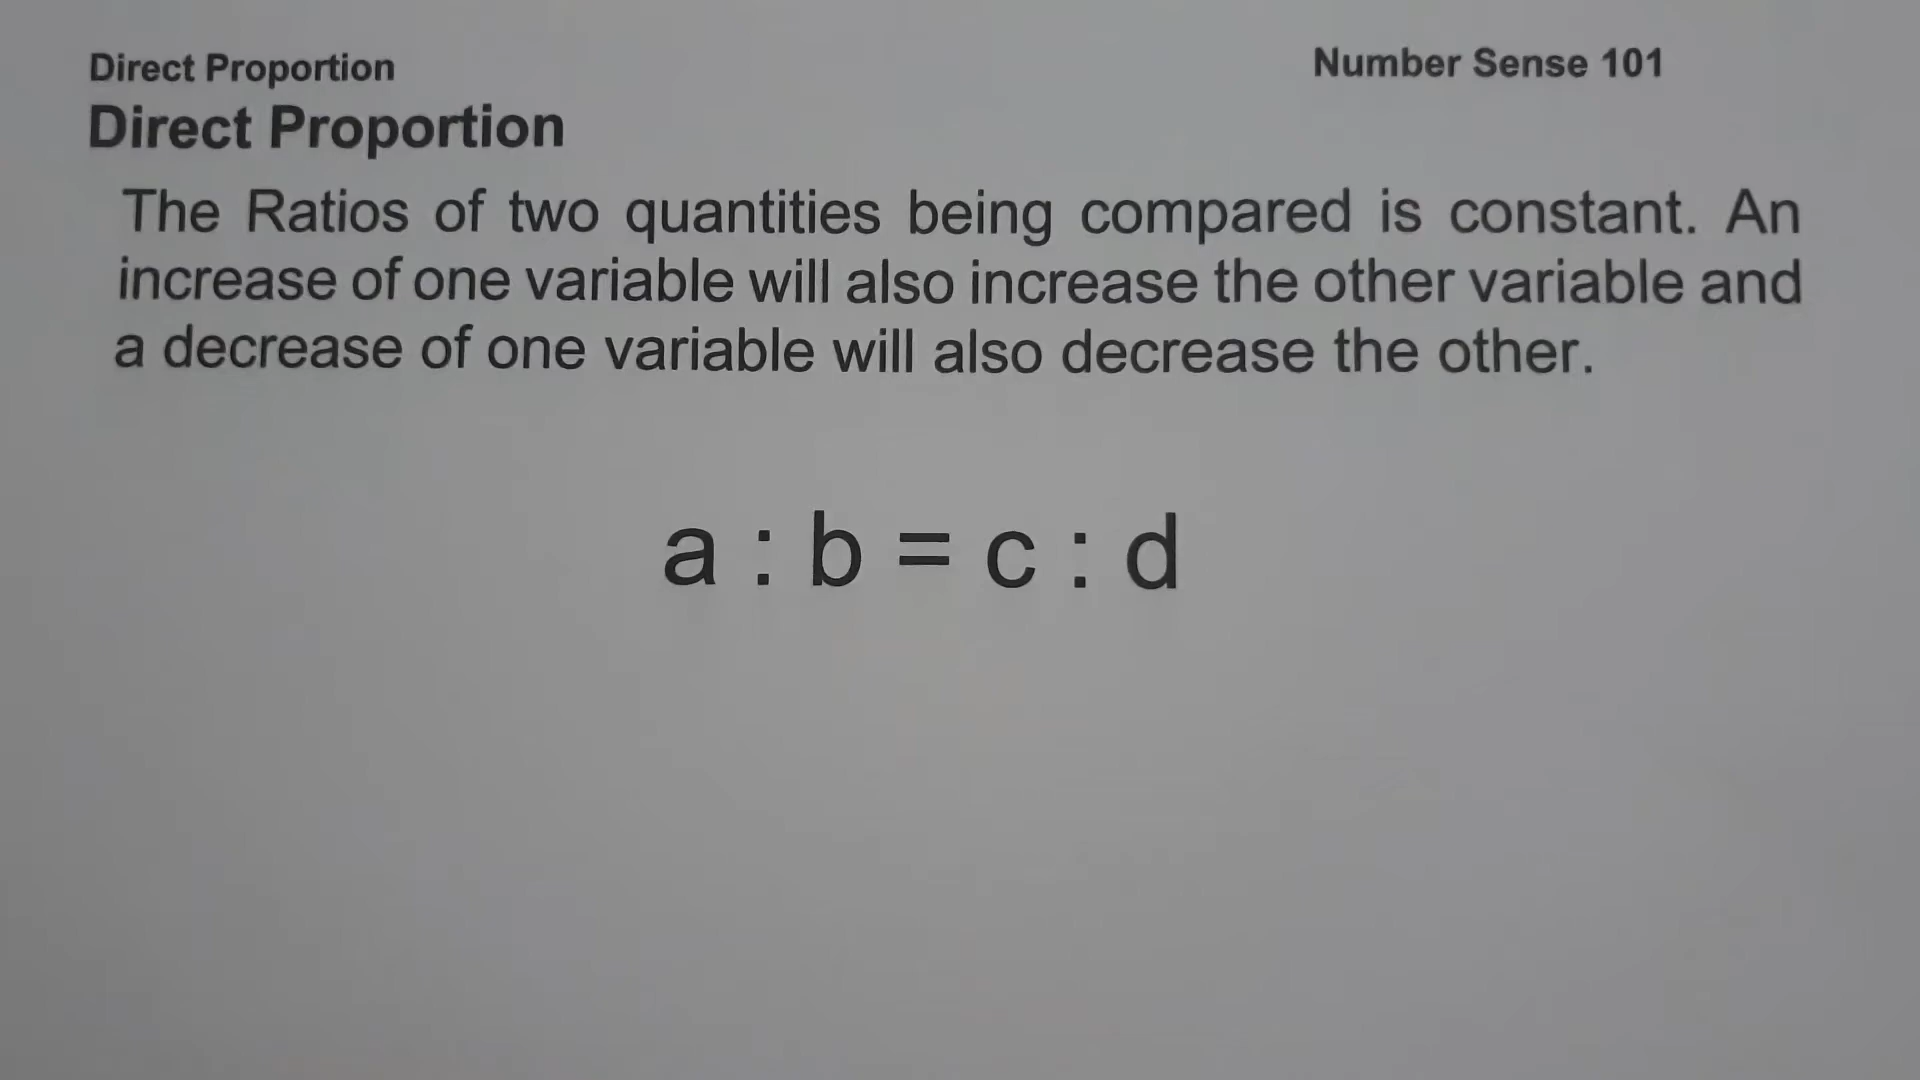 Direct Proportion
Number Sense 101
Direct Proportion
The Ratios of two quantities being compared is constant. An
increase of one variable will also increase the other variable and
a decrease of one variable will also decrease the other.
a : b = c : d